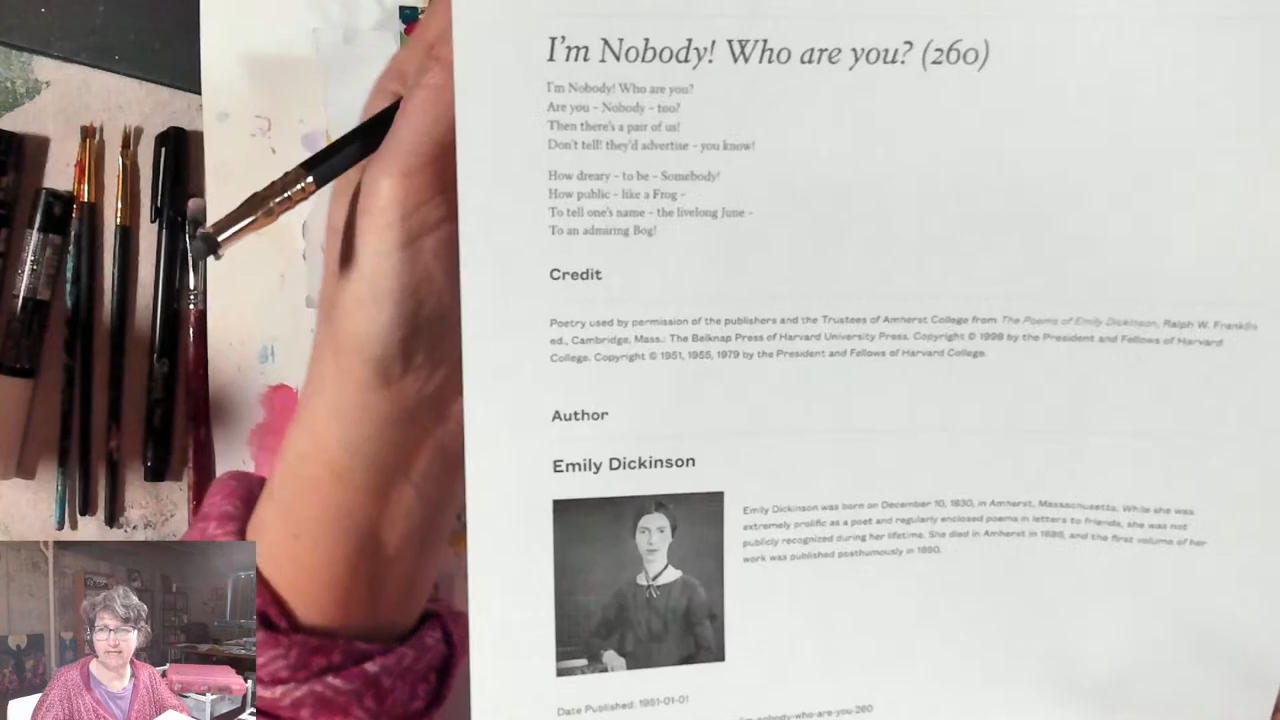 I'm Nobody! Who are you? (260)
I'm Nobody! Who are you?
Are you – Nobody – too?
Then there's a pair of us!
Don't tell! they'd advertise – you know!
How dreary – to be – Somebody!
How public – like a Frog –
To tell one's name – the livelong June –
To an admiring Bog!
Credit
Poetry used by permission of the publishers and the Trustees of Amherst College from The Poems of Emily Dickinson, Ralph W. Franklin
ed., Cambridge, Mass.: The Belknap Press of Harvard University Press. Copyright © 1998 by the President and Fellows of Harvard
College. Copyright © 1951, 1955, 1979 by the President and Fellows of Harvard College.
Author
Emily Dickinson
Emily Dickinson was born on December 10, 1830, in Amherst, Massachusetts. While she was
extremely prolific as a poet and regularly enclosed poems in letters to friends, she was not
publicly recognized during her lifetime. She died in Amherst in 1886, and the first volume of her
work was published posthumously in 1890.
Date Published: 1951-01-01
nobody-who-are-you-260